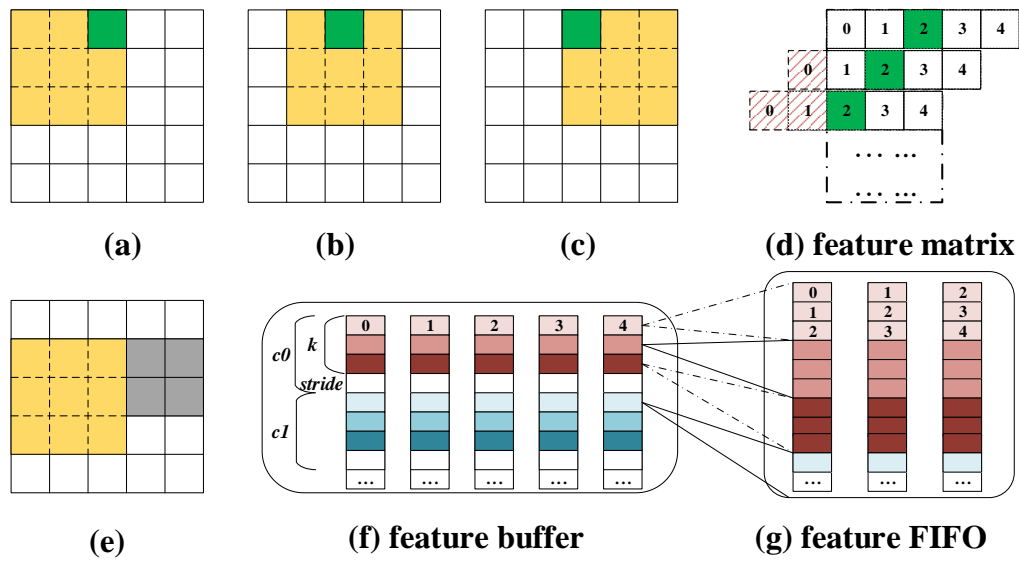 0 1 2 3 4
0 1 2 3 4
0 1 2 3 4
... ...
... ...
(a) (b) (c) (d) feature matrix
0 1 2 3 4
c0 k
stride
c1
... ... ... ... ...
0 1 2
1 2 3
2 3 4
... ... ...
(e) (f) feature buffer (g) feature FIFO